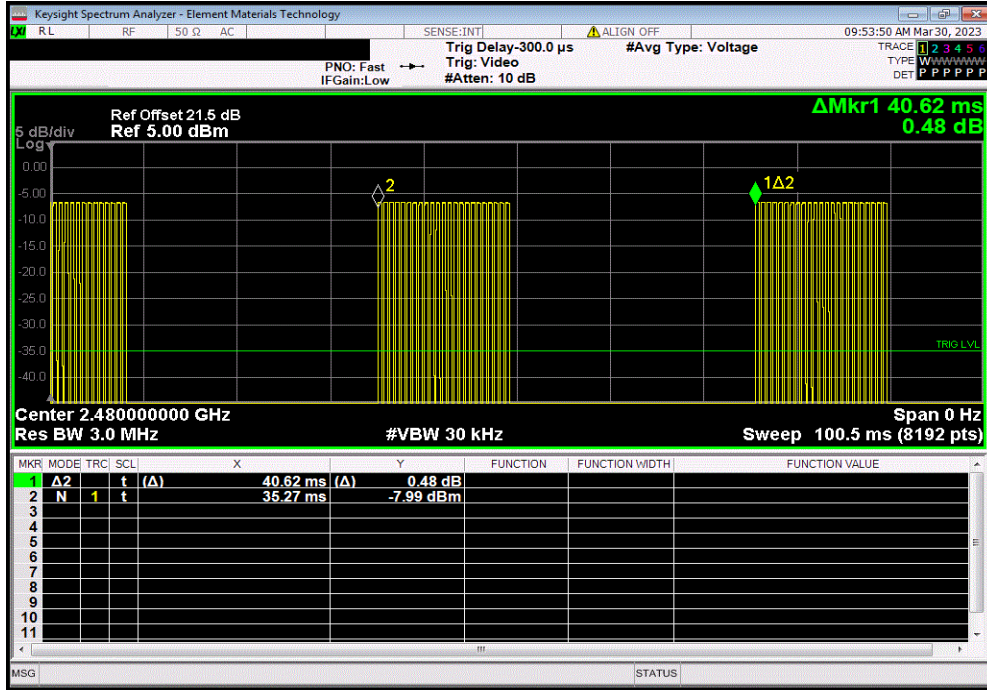 Keysight Spectrum Analyzer - Element Materials Technology
LXI RL RF 50 Ω AC SENSE:INT ALIGN OFF 09:53:50 AM Mar 30, 2023
Trig Delay-300.0 µs #Avg Type: Voltage TRACE 1 2 3 4 5 6
PNO: Fast Trig: Video TYPE WWWWWW
IFGain:Low #Atten: 10 dB DET P P P P P P
ΔMkr1 40.62 ms
0.48 dB
Ref Offset 21.5 dB
5 dB/div Ref 5.00 dBm
Log
0.00
-5.00
-10.0
-15.0
-20.0
-25.0
-30.0
-35.0
-40.0
2
1Δ2
TRIG LVL
Center 2.480000000 GHz Span 0 Hz
Res BW 3.0 MHz #VBW 30 kHz Sweep 100.5 ms (8192 pts)
MKR MODE TRC SCL X Y FUNCTION FUNCTION WIDTH FUNCTION VALUE
1 Δ2 t (Δ) 40.62 ms (Δ) 0.48 dB
2 N 1 t 35.27 ms -7.99 dBm
3
4
5
6
7
8
9
10
11
MSG STATUS